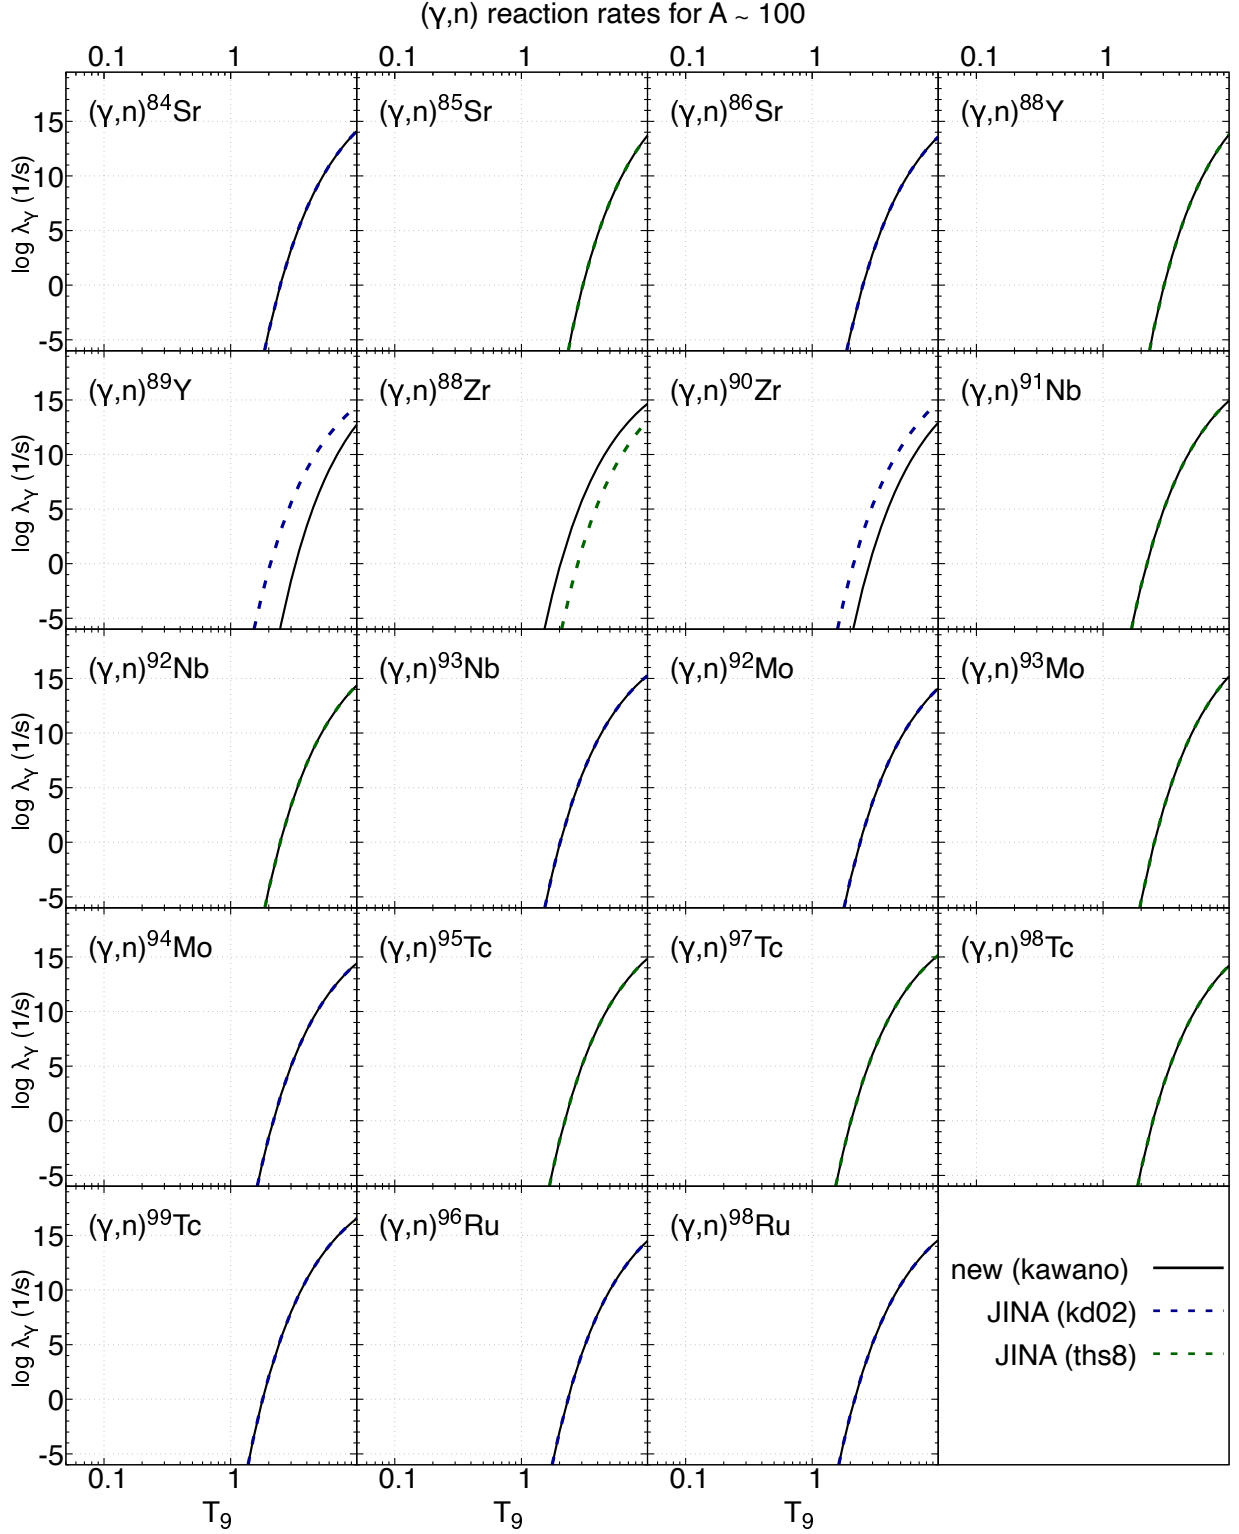 (γ,n) reaction rates for A ~ 100
0.1 1 0.1 1 0.1 1 0.1 1
(γ,n)⁸⁴Sr (γ,n)⁸⁵Sr (γ,n)⁸⁶Sr (γ,n)⁸⁸Y
15
10
5
0
-5
log λγ (1/s)
(γ,n)⁸⁹Y (γ,n)⁸⁸Zr (γ,n)⁹⁰Zr (γ,n)⁹¹Nb
15
10
5
0
-5
log λγ (1/s)
(γ,n)⁹²Nb (γ,n)⁹³Nb (γ,n)⁹²Mo (γ,n)⁹³Mo
15
10
5
0
-5
log λγ (1/s)
(γ,n)⁹⁴Mo (γ,n)⁹⁵Tc (γ,n)⁹⁷Tc (γ,n)⁹⁸Tc
15
10
5
0
-5
log λγ (1/s)
(γ,n)⁹⁹Tc (γ,n)⁹⁶Ru (γ,n)⁹⁸Ru
15
10
5
0
-5
log λγ (1/s)
new (kawano)
JINA (kd02)
JINA (ths8)
0.1 1 0.1 1 0.1 1
T₉ T₉ T₉